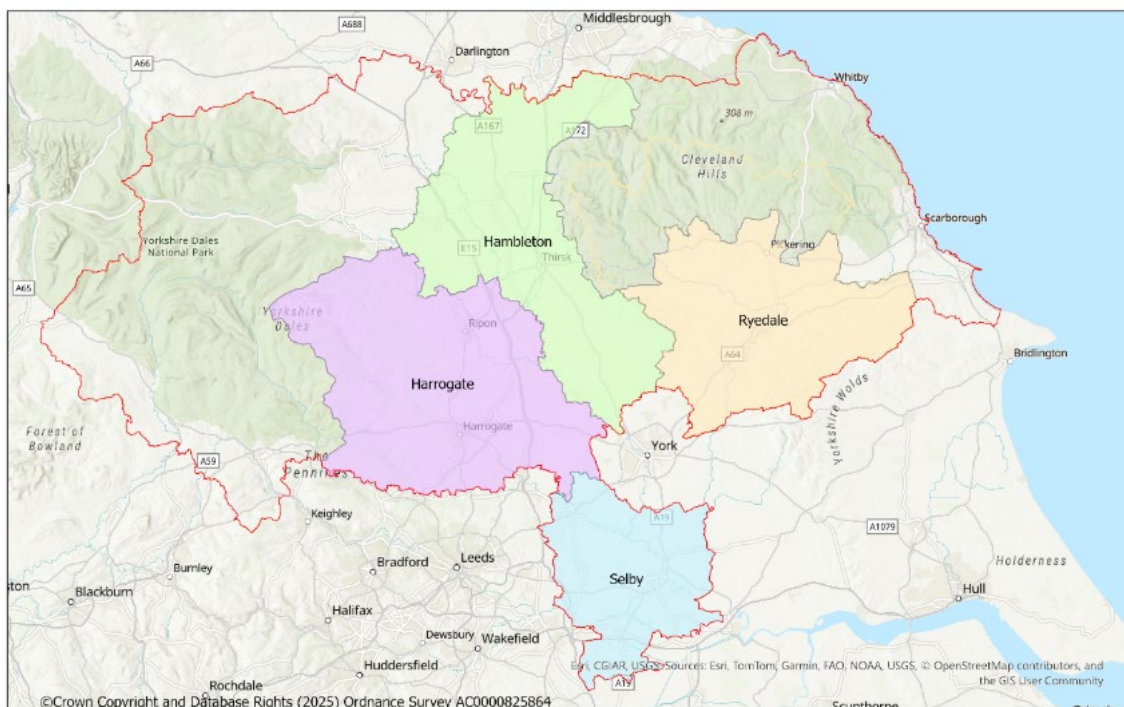 Middlesbrough
A688
Darlington
A66
Whitby
A167
A172
308 m
Cleveland
Hills
Scarborough
Yorkshire Dales
National Park
E15
Hambleton
Thirsk
Pickering
A65
Yorkshire
Dales
Ripon
Ryedale
A64
Bridlington
Harrogate
Harrogate
Yorkshire Wolds
Forest of
Bowland
A59
The
Pennines
York
Keighley
A19
A1079
Holderness
Burnley
Bradford
Leeds
Selby
Hull
Blackburn
Halifax
Dewsbury
Wakefield
Huddersfield
A19
Esri, CGIAR, USGS, Sources: Esri, TomTom, Garmin, FAO, NOAA, USGS, © OpenStreetMap contributors, and
the GIS User Community
Rochdale
©Crown Copyright and Database Rights (2025) Ordnance Survey AC0000825864